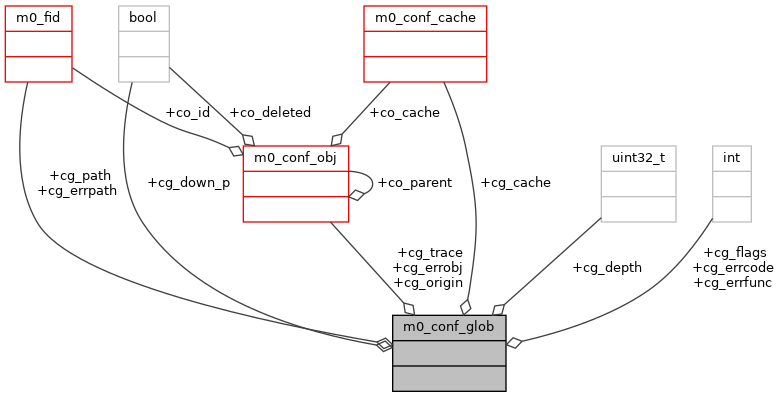 m0_fid
bool
m0_conf_cache
+co_id
+co_deleted
+co_cache
m0_conf_obj
uint32_t
int
+cg_path
+cg_errpath
+cg_down_p
+co_parent
+cg_cache
+cg_trace
+cg_errobj
+cg_origin
+cg_depth
+cg_flags
+cg_errcode
+cg_errfunc
m0_conf_glob